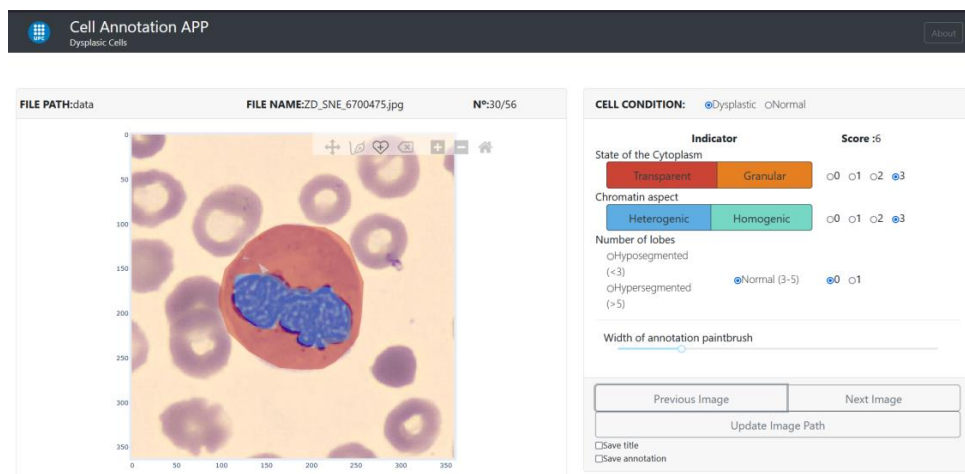 UPC
Cell Annotation APP
Dysplasic Cells
About
FILE PATH:data FILE NAME:ZD_SNE_6700475.jpg Nº:30/56
0
50
100
150
200
250
300
350
0 50 100 150 200 250 300 350
CELL CONDITION: Dysplastic Normal
Indicator Score :6
State of the Cytoplasm
Transparent Granular 0 1 2 3
Chromatin aspect
Heterogenic Homogenic 0 1 2 3
Number of lobes
Hyposegmented
(<3)
Hypersegmented
(>5)
Normal (3-5) 0 1
Width of annotation paintbrush
Previous Image Next Image
Update Image Path
Save title
Save annotation